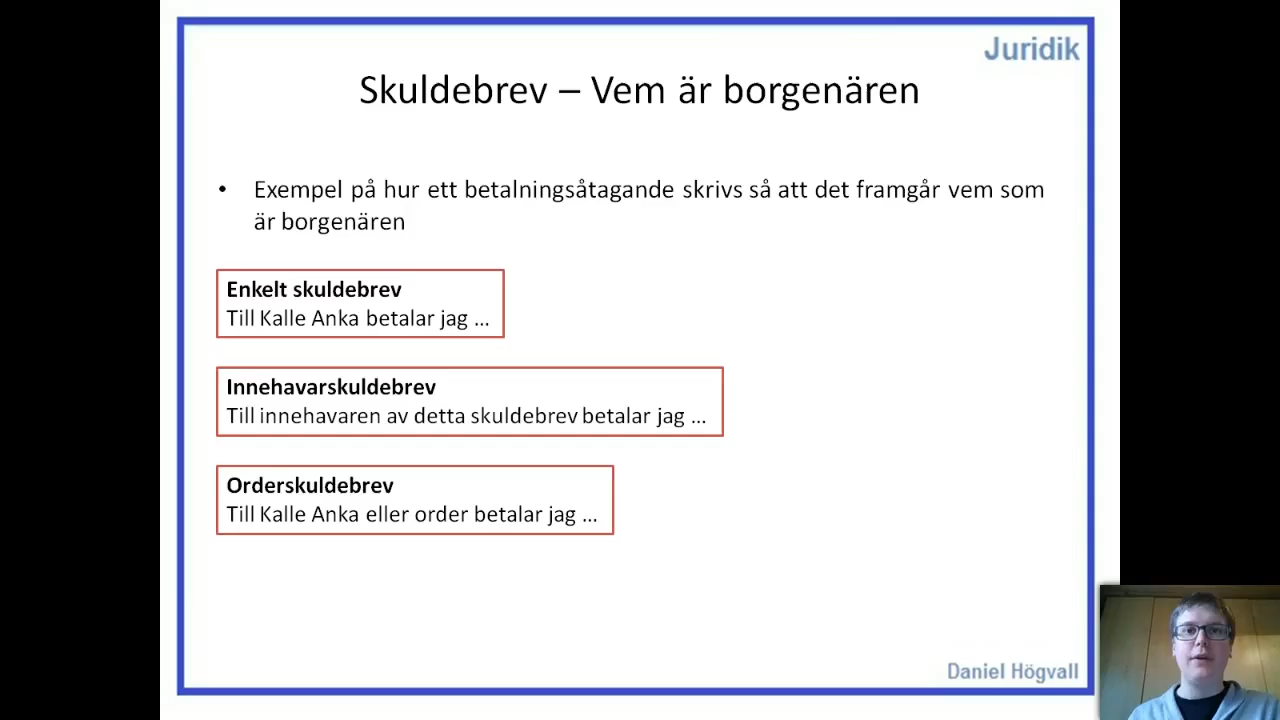 Juridik
Skuldebrev – Vem är borgenären
• Exempel på hur ett betalningsåtagande skrivs så att det framgår vem som
är borgenären
Enkelt skuldebrev
Till Kalle Anka betalar jag ...
Innehavarskuldebrev
Till innehavaren av detta skuldebrev betalar jag ...
Orderskuldebrev
Till Kalle Anka eller order betalar jag ...
Daniel Högvall